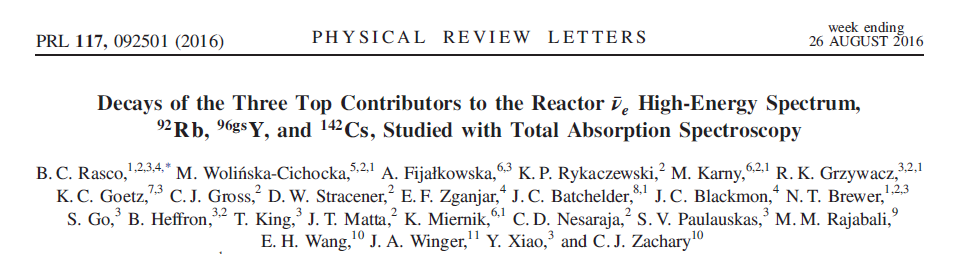 PRL 117, 092501 (2016)
PHYSICAL REVIEW LETTERS
week ending
26 AUGUST 2016
Decays of the Three Top Contributors to the Reactor ν̄ₑ High-Energy Spectrum,
⁹²Rb, ⁹⁶ᵍˢY, and ¹⁴²Cs, Studied with Total Absorption Spectroscopy
B. C. Rasco,¹,²,³,⁴,* M. Wolińska-Cichocka,⁵,²,¹ A. Fijałkowska,⁶,³ K. P. Rykaczewski,² M. Karny,⁶,²,¹ R. K. Grzywacz,³,²,¹
K. C. Goetz,⁷,³ C. J. Gross,² D. W. Stracener,² E. F. Zganjar,⁴ J. C. Batchelder,⁸,¹ J. C. Blackmon,⁴ N. T. Brewer,¹,²,³
S. Go,³ B. Heffron,³,² T. King,³ J. T. Matta,² K. Miernik,⁶,¹ C. D. Nesaraja,² S. V. Paulauskas,³ M. M. Rajabali,⁹
E. H. Wang,¹⁰ J. A. Winger,¹¹ Y. Xiao,³ and C. J. Zachary¹⁰